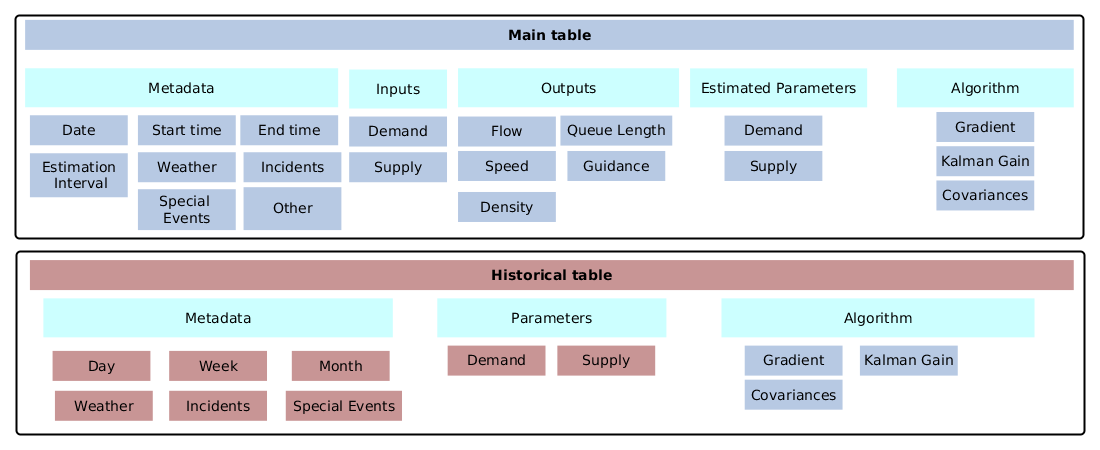 Main table
Metadata
Inputs
Outputs
Estimated Parameters
Algorithm
Date
Start time
End time
Demand
Flow
Queue Length
Demand
Gradient
Estimation
Interval
Weather
Incidents
Supply
Speed
Guidance
Supply
Kalman Gain
Special
Events
Other
Density
Covariances
Historical table
Metadata
Parameters
Algorithm
Day
Week
Month
Demand
Supply
Gradient
Kalman Gain
Weather
Incidents
Special Events
Covariances